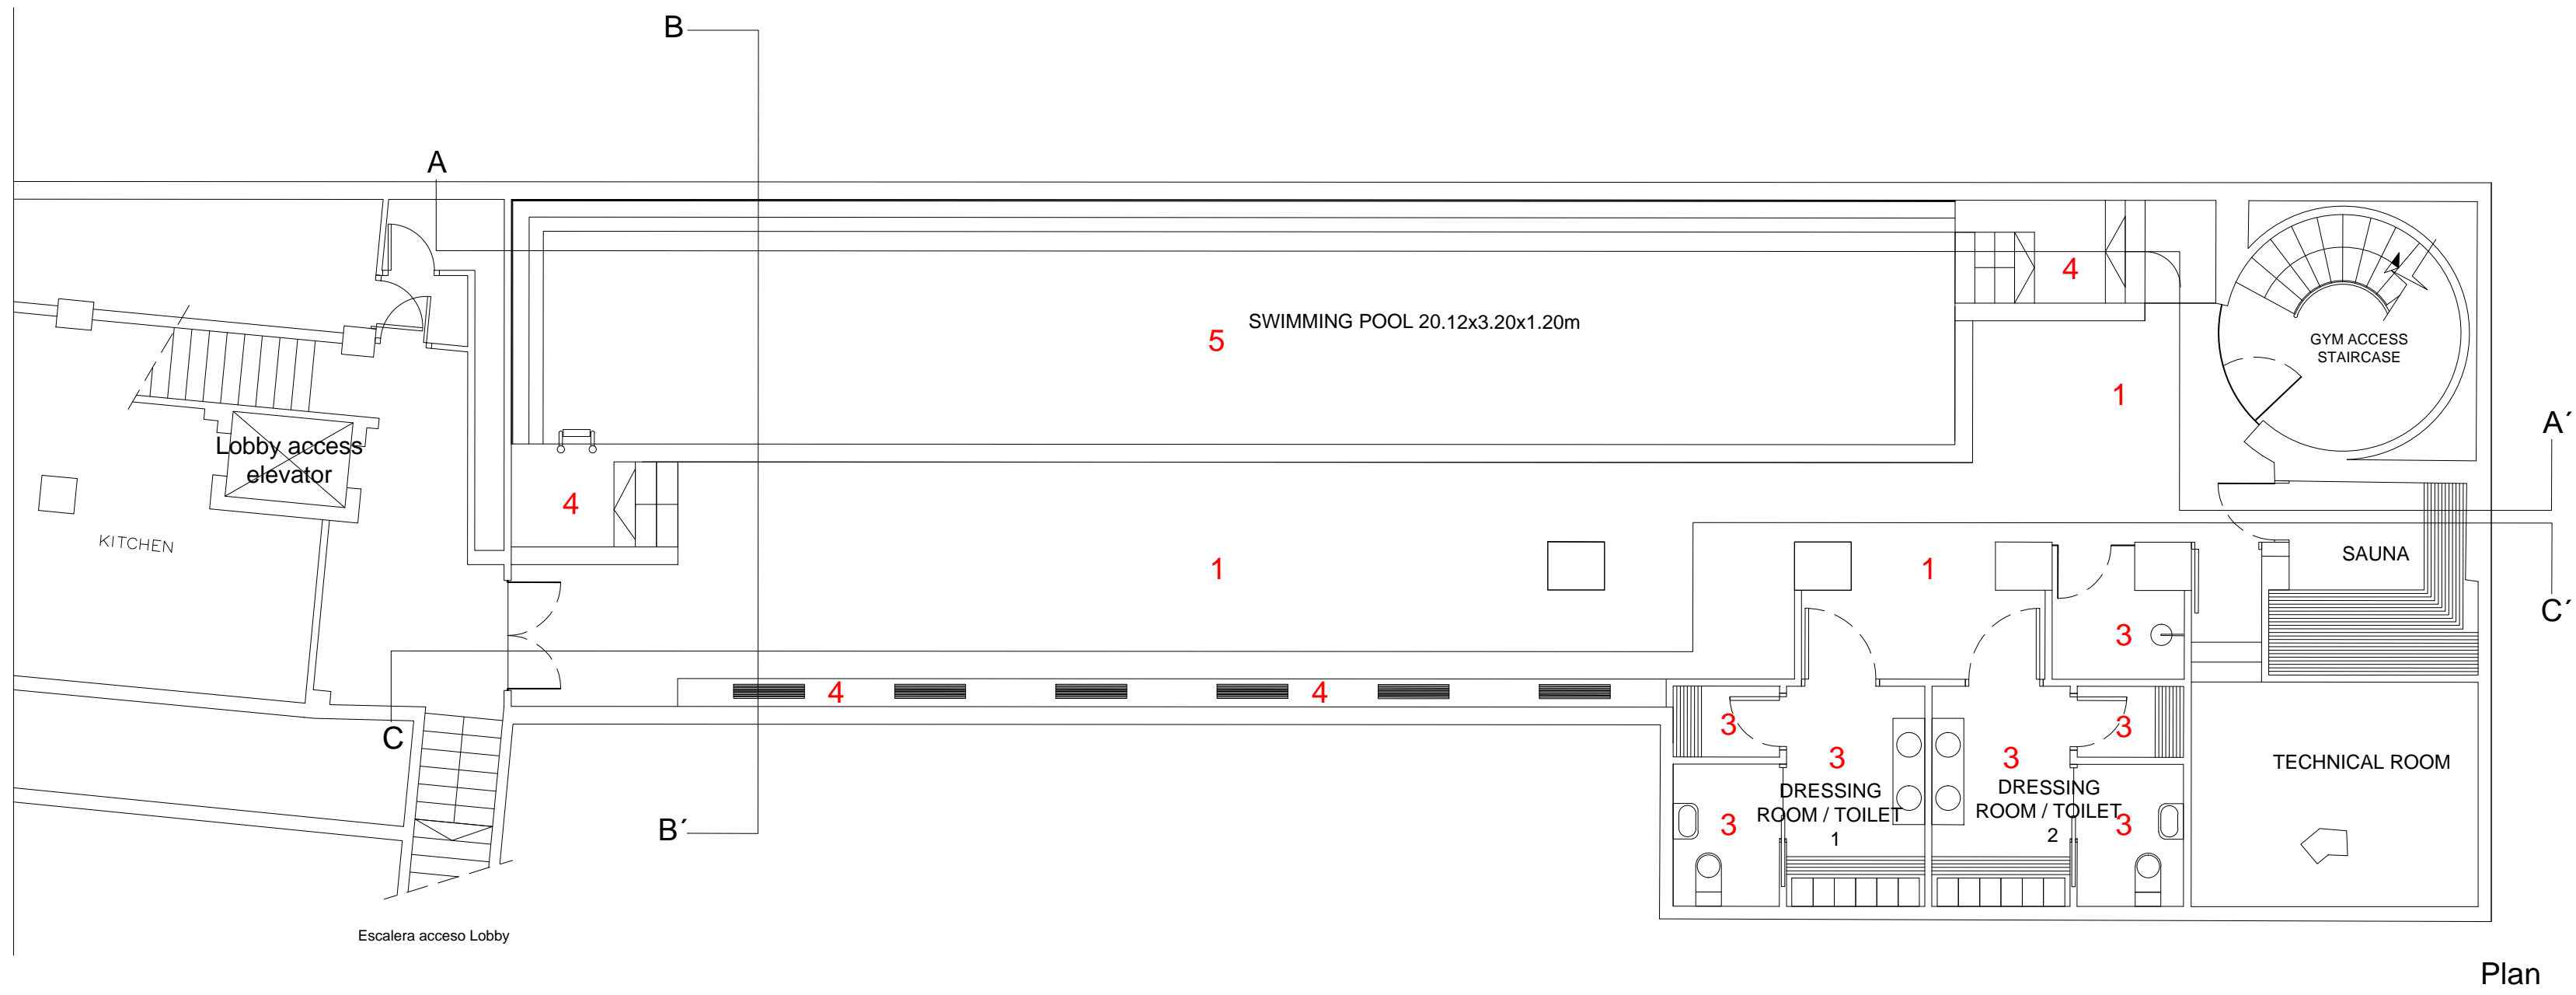 B
A
4
SWIMMING POOL 20.12x3.20x1.20m
5
GYM ACCESS
STAIRCASE
1
A´
Lobby access
elevator
4
KITCHEN
1
1
SAUNA
C´
3
4
4
3
3
C
3
3
DRESSING
ROOM / TOILET
1
DRESSING
ROOM / TOILET
2
TECHNICAL ROOM
3
3
B´
Escalera acceso Lobby
Plan